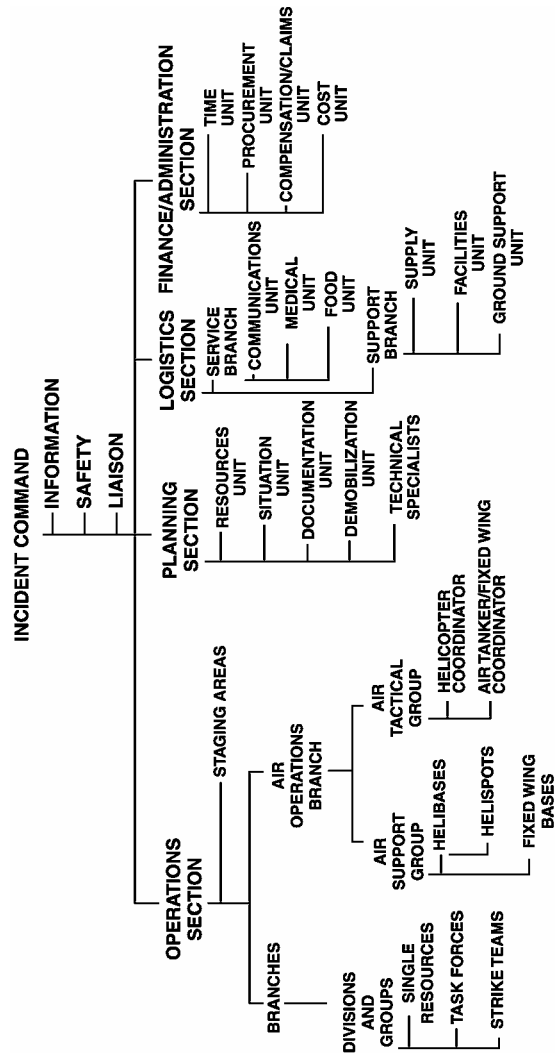 INCIDENT COMMAND
INFORMATION
SAFETY
LIAISON
OPERATIONS
SECTION
STAGING AREAS
BRANCHES
DIVISIONS
AND
GROUPS
SINGLE
RESOURCES
TASK FORCES
STRIKE TEAMS
AIR
OPERATIONS
BRANCH
AIR
SUPPORT
GROUP
HELIBASES
HELISPOTS
FIXED WING
BASES
AIR
TACTICAL
GROUP
HELICOPTER
COORDINATOR
AIR TANKER/FIXED WING
COORDINATOR
PLANNING
SECTION
RESOURCES
UNIT
SITUATION
UNIT
DOCUMENTATION
UNIT
DEMOBILIZATION
UNIT
TECHNICAL
SPECIALISTS
LOGISTICS
SECTION
SERVICE
BRANCH
COMMUNICATIONS
UNIT
MEDICAL
UNIT
FOOD
UNIT
SUPPORT
BRANCH
SUPPLY
UNIT
FACILITIES
UNIT
GROUND SUPPORT
UNIT
FINANCE/ADMINISTRATION
SECTION
TIME
UNIT
PROCUREMENT
UNIT
COMPENSATION/CLAIMS
UNIT
COST
UNIT